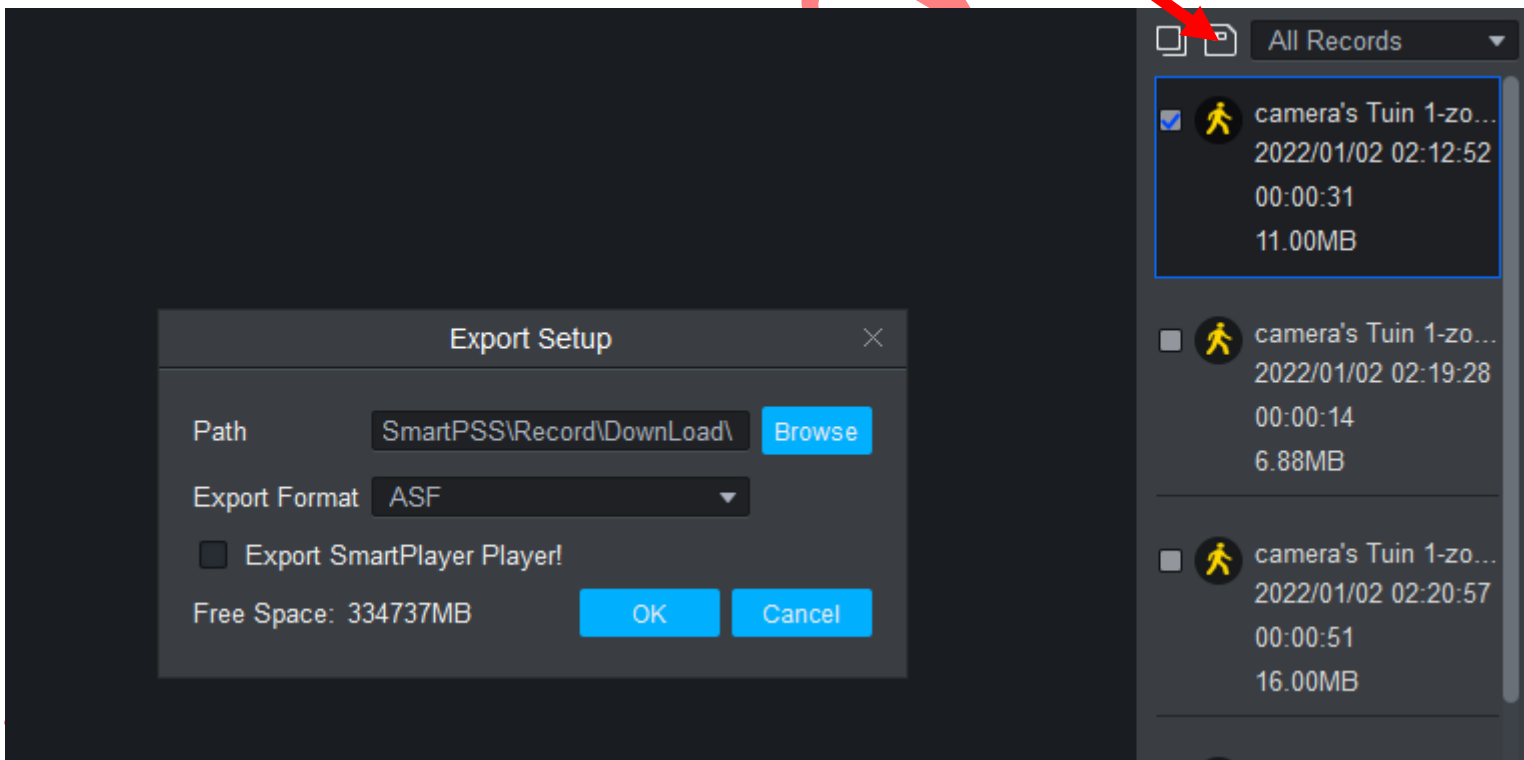 All Records
camera's Tuin 1-zo...
2022/01/02 02:12:52
00:00:31
11.00MB
Export Setup
Path SmartPSS\Record\DownLoad\ Browse
Export Format ASF
Export SmartPlayer Player!
Free Space: 334737MB OK Cancel
camera's Tuin 1-zo...
2022/01/02 02:19:28
00:00:14
6.88MB
camera's Tuin 1-zo...
2022/01/02 02:20:57
00:00:51
16.00MB